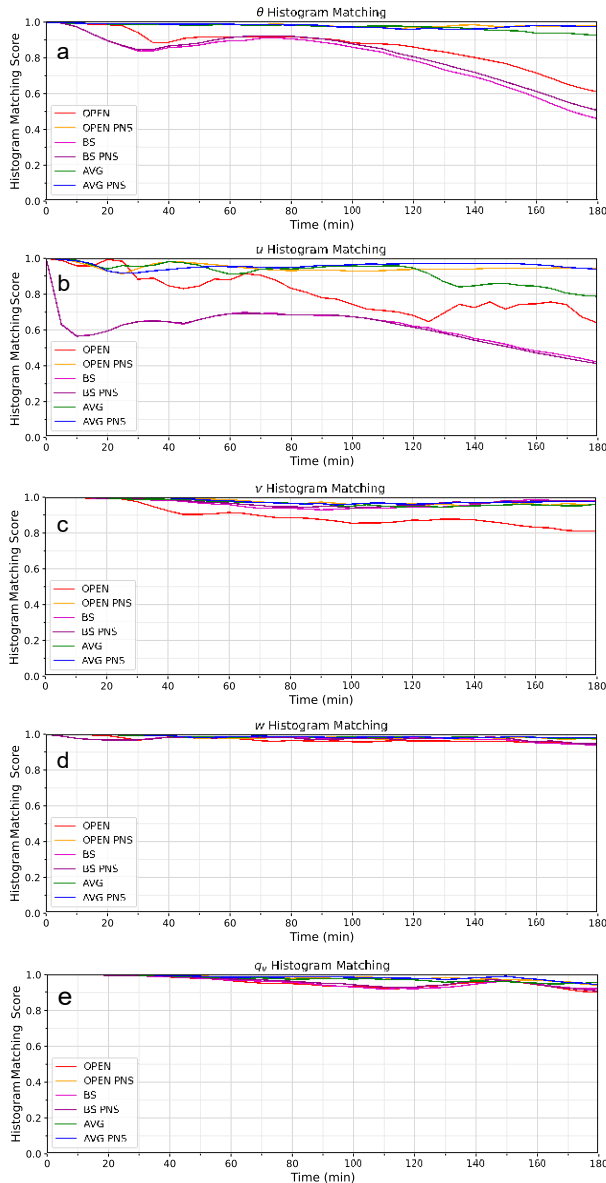 θ Histogram Matching
a
Histogram Matching Score
1.0
0.8
0.6
0.4
0.2
0.0
OPEN
OPEN PNS
BS
BS PNS
AVG
AVG PNS
0 20 40 60 80 100 120 140 160 180
Time (min)
u Histogram Matching
b
Histogram Matching Score
1.0
0.8
0.6
0.4
0.2
0.0
OPEN
OPEN PNS
BS
BS PNS
AVG
AVG PNS
0 20 40 60 80 100 120 140 160 180
Time (min)
v Histogram Matching
c
Histogram Matching Score
1.0
0.8
0.6
0.4
0.2
0.0
OPEN
OPEN PNS
BS
BS PNS
AVG
AVG PNS
0 20 40 60 80 100 120 140 160 180
Time (min)
w Histogram Matching
d
Histogram Matching Score
1.0
0.8
0.6
0.4
0.2
0.0
OPEN
OPEN PNS
BS
BS PNS
AVG
AVG PNS
0 20 40 60 80 100 120 140 160 180
Time (min)
qᵥ Histogram Matching
e
Histogram Matching Score
1.0
0.8
0.6
0.4
0.2
0.0
OPEN
OPEN PNS
BS
BS PNS
AVG
AVG PNS
0 20 40 60 80 100 120 140 160 180
Time (min)